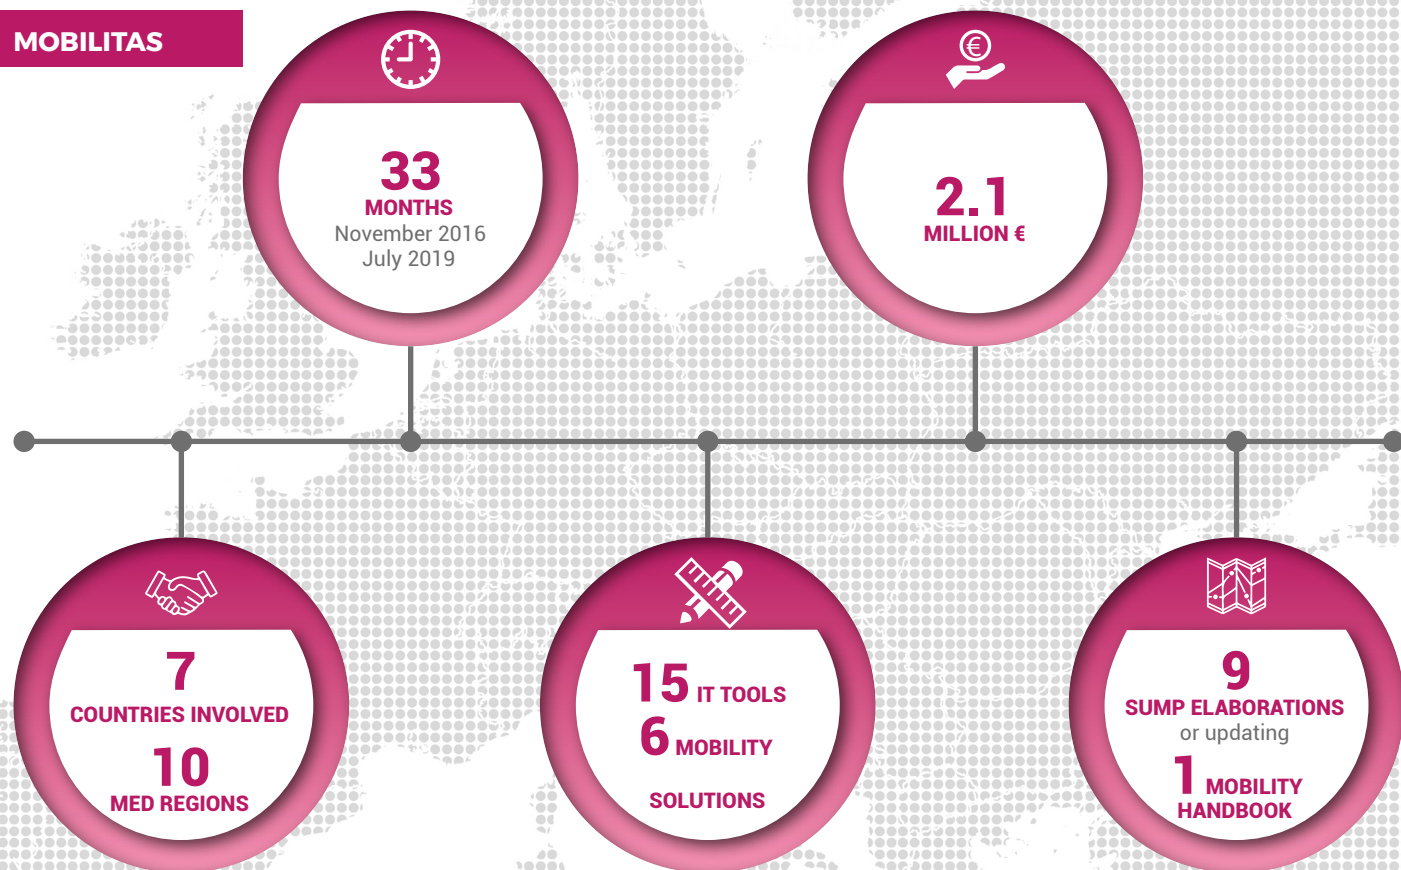 MOBILITAS
33
MONTHS
November 2016
July 2019
2.1
MILLION €
7
COUNTRIES INVOLVED
10
MED REGIONS
15 IT TOOLS
6 MOBILITY
SOLUTIONS
9
SUMP ELABORATIONS
or updating
1 MOBILITY
HANDBOOK